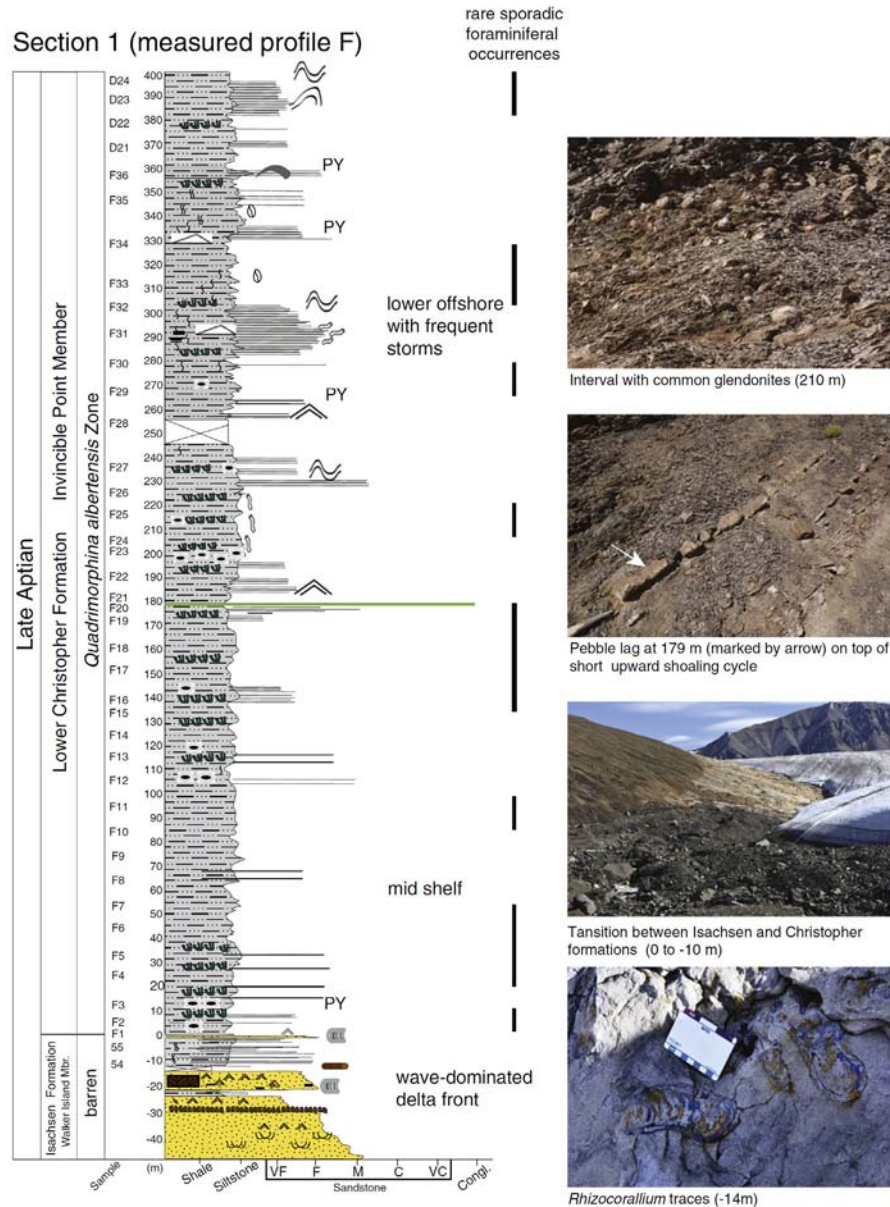 rare sporadic
foraminiferal
occurrences
Section 1 (measured profile F)
Late Aptian
Lower Christopher Formation
Invincible Point Member
Quadrimorphina albertensis Zone
Isachsen Formation
Walker Island Mbr.
barren
D24
D23
D22
D21
F36
F35
F34
F33
F32
F31
F30
F29
F28
F27
F26
F25
F24
F23
F22
F21
F20
F19
F18
F17
F16
F15
F14
F13
F12
F11
F10
F9
F8
F7
F6
F5
F4
F3
F2
F1
55
54
400
390
380
370
360
350
340
330
320
310
300
290
280
270
260
250
240
230
220
210
200
190
180
170
160
150
140
130
120
110
100
90
80
70
60
50
40
30
20
10
0
-10
-20
-30
-40
(m)
PY
PY
PY
PY
lower offshore
with frequent
storms
mid shelf
wave-dominated
delta front
Sample
Shale
Siltstone
VF
F
M
C
VC
Congl.
Sandstone
Interval with common glendonites (210 m)
Pebble lag at 179 m (marked by arrow) on top of
short upward shoaling cycle
Tansition between Isachsen and Christopher
formations (0 to -10 m)
Rhizocorallium traces (-14m)